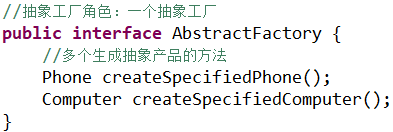 //抽象工厂角色：一个抽象工厂
public interface AbstractFactory {
    //多个生成抽象产品的方法
    Phone createSpecifiedPhone();
    Computer createSpecifiedComputer();
}